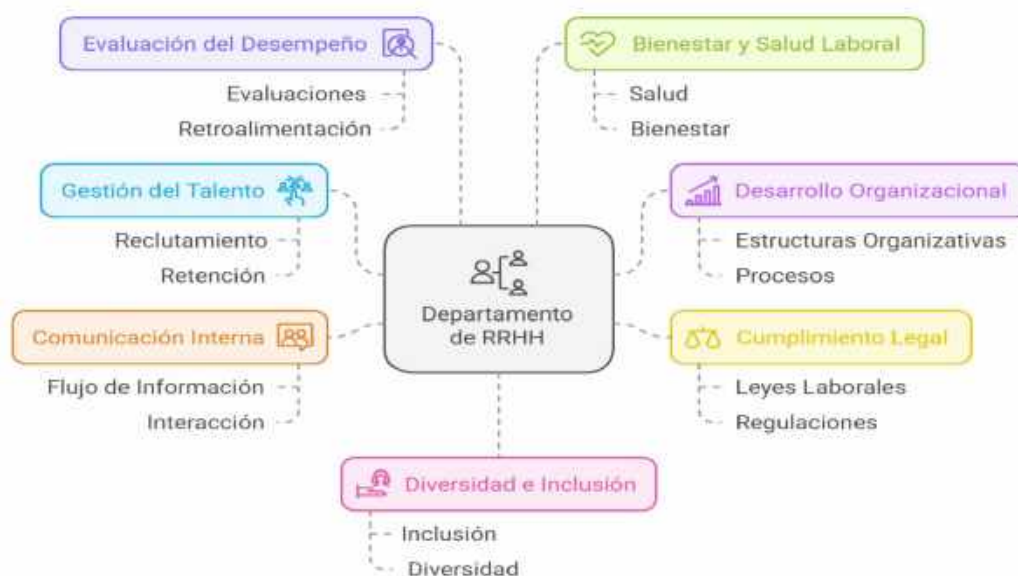 Evaluación del Desempeño
Evaluaciones
Retroalimentación
Bienestar y Salud Laboral
Salud
Bienestar
Gestión del Talento
Reclutamiento
Retención
Desarrollo Organizacional
Estructuras Organizativas
Procesos
Departamento
de RRHH
Comunicación Interna
Flujo de Información
Interacción
Cumplimiento Legal
Leyes Laborales
Regulaciones
Diversidad e Inclusión
Inclusión
Diversidad